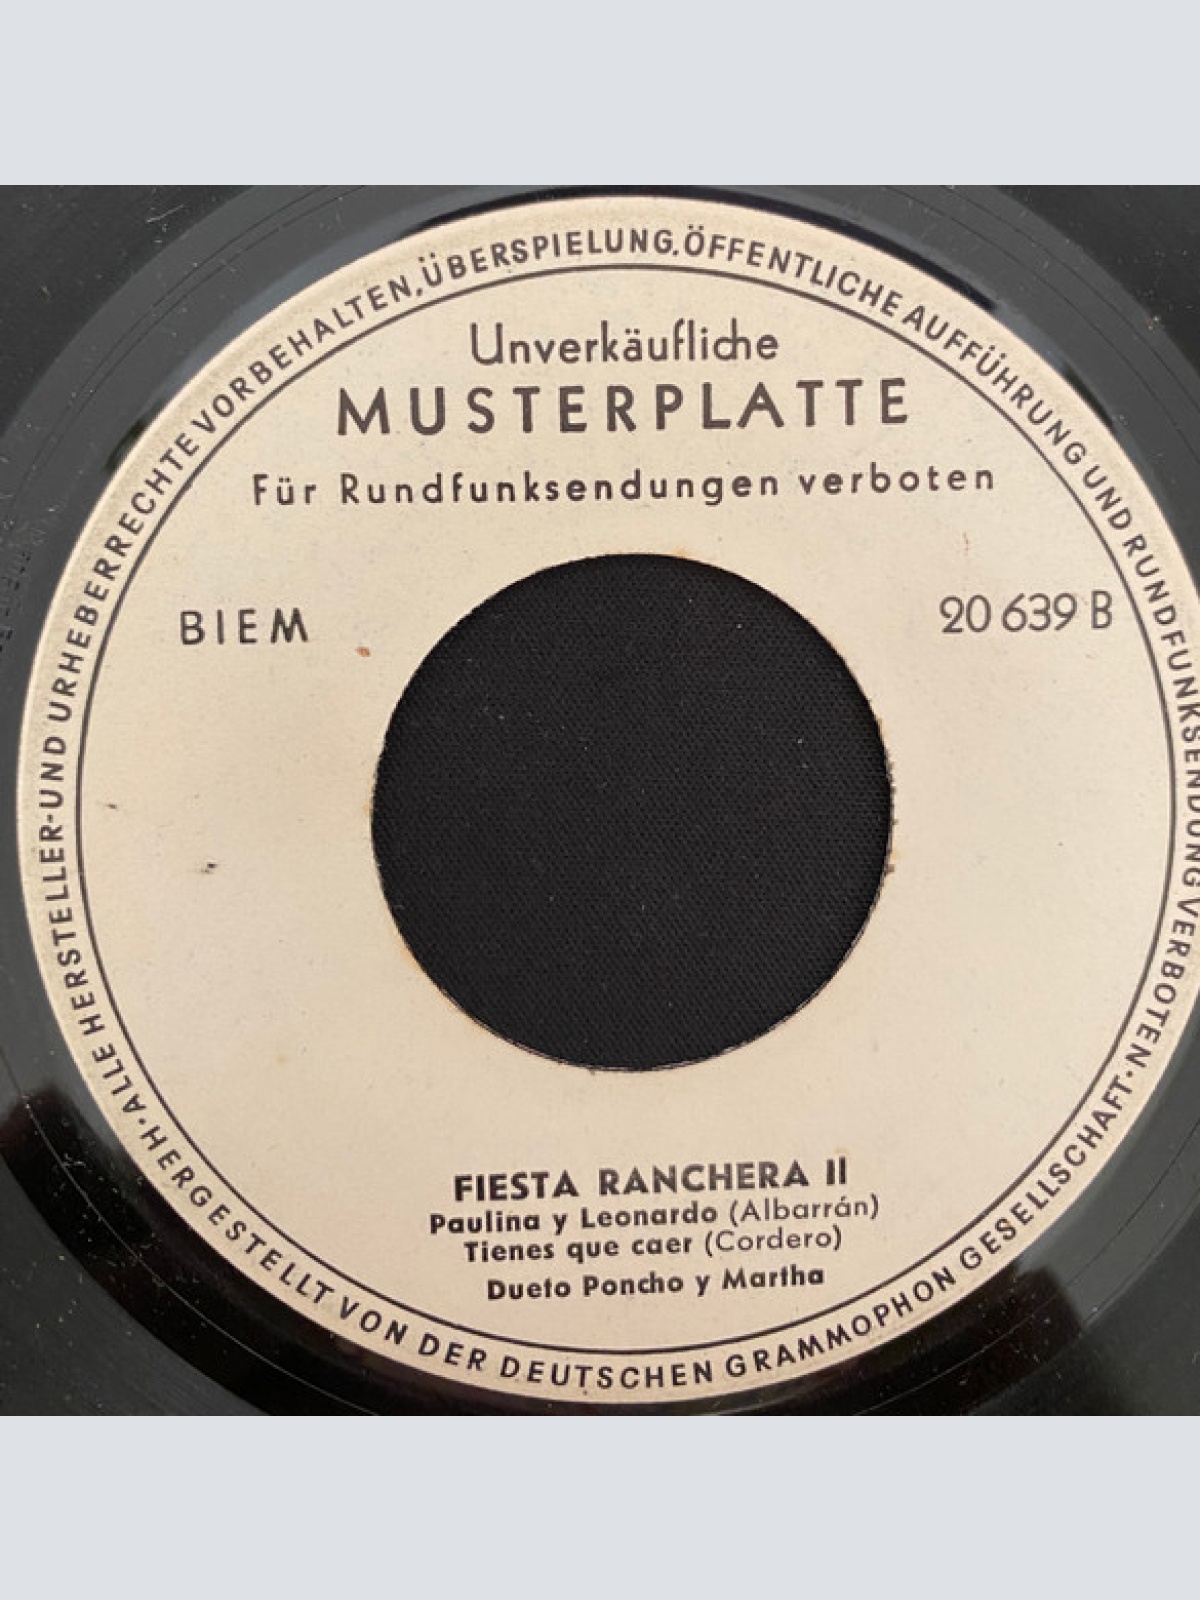 ALLE HERSTELLER-UND URHEBERRECHTE VORBEHALTEN, ÜBERSPIELUNG, ÖFFENTLICHE AUFFÜHRUNG UND RUNDFUNKSENDUNG VERBOTEN·
HERGESTELLT VON DER DEUTSCHEN GRAMMOPHON GESELLSCHAFT·
Unverkäufliche
MUSTERPLATTE
Für Rundfunksendungen verboten
BIEM
20 639 B
FIESTA RANCHERA II
Paulina y Leonardo (Albarrán)
Tienes que caer (Cordero)
Dueto Poncho y Martha